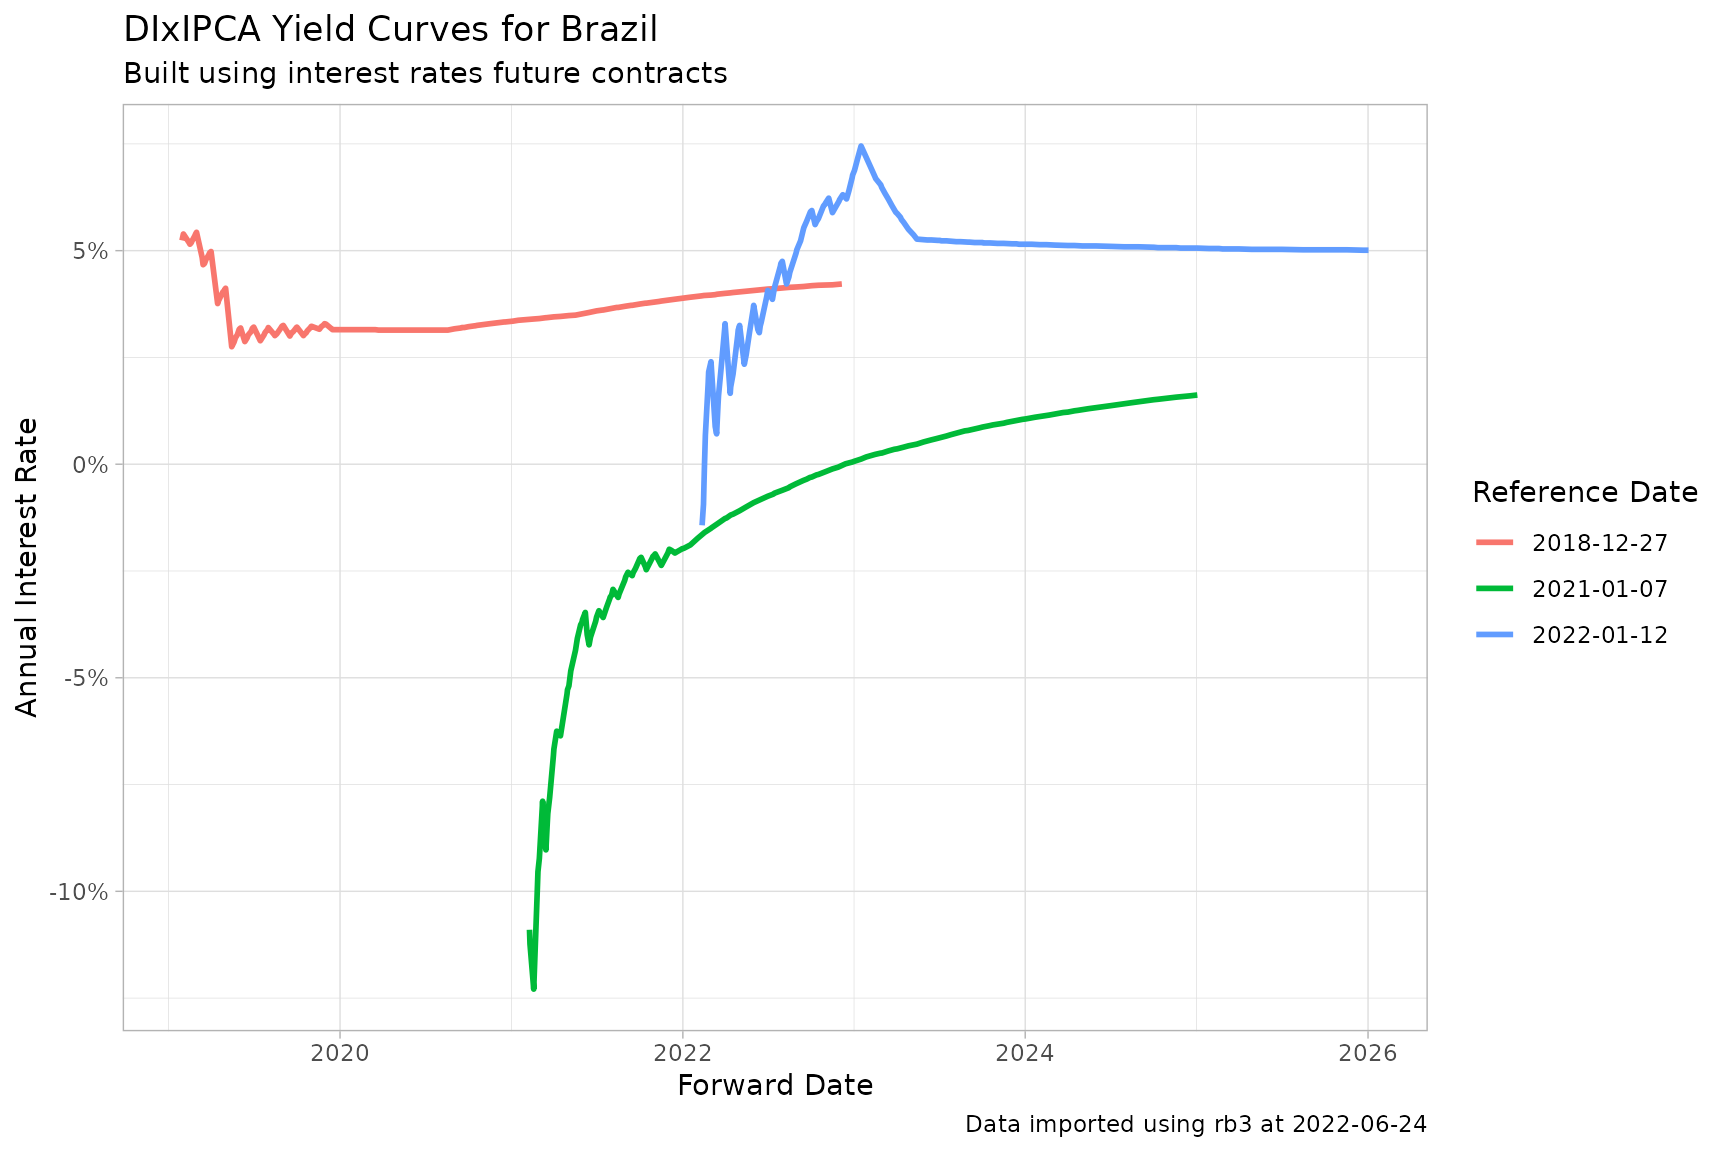 DIxIPCA Yield Curves for Brazil
Built using interest rates future contracts
Annual Interest Rate
5%
0%
-5%
-10%
2020
2022
2024
2026
Forward Date
Reference Date
2018-12-27
2021-01-07
2022-01-12
Data imported using rb3 at 2022-06-24